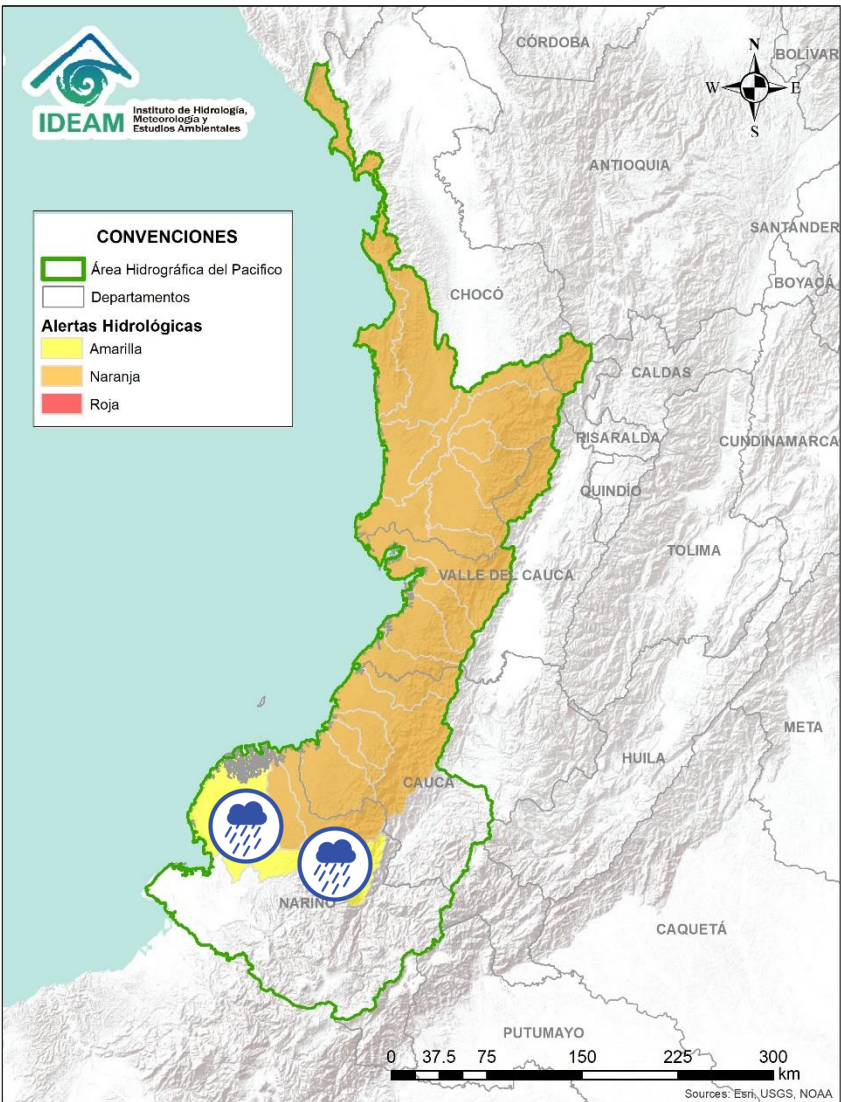 IDEAM
Instituto de Hidrología,
Meteorología y
Estudios Ambientales
N
W
E
S
CÓRDOBA
BOLÍVAR
ANTIOQUIA
SANTANDER
BOYACÁ
CONVENCIONES
Área Hidrográfica del Pacifico
Departamentos
Alertas Hidrológicas
Amarilla
Naranja
Roja
CHOCÓ
CALDAS
RISARALDA
CUNDINAMARCA
QUINDÍO
TOLIMA
VALLE DEL CAUCA
META
HUILA
CAUCA
NARIÑO
CAQUETÁ
PUTUMAYO
0 37.5 75 150 225 300
km
Sources: Esri, USGS, NOAA